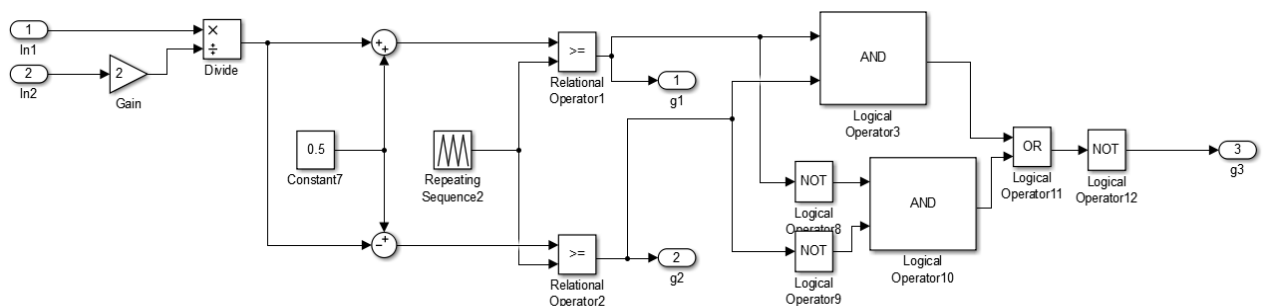 1
In1
2
In2
2
Gain
×
÷
Divide
0.5
Constant7
+
+
-
+
Repeating
Sequence2
>=
Relational
Operator1
>=
Relational
Operator2
1
g1
2
g2
AND
Logical
Operator3
NOT
Logical
Operator8
NOT
Logical
Operator9
AND
Logical
Operator10
OR
Logical
Operator11
NOT
Logical
Operator12
3
g3